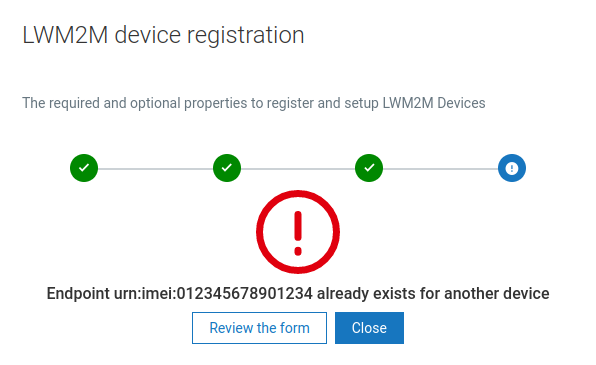 LWM2M device registration
The required and optional properties to register and setup LWM2M Devices
Endpoint urn:imei:012345678901234 already exists for another device
Review the form Close